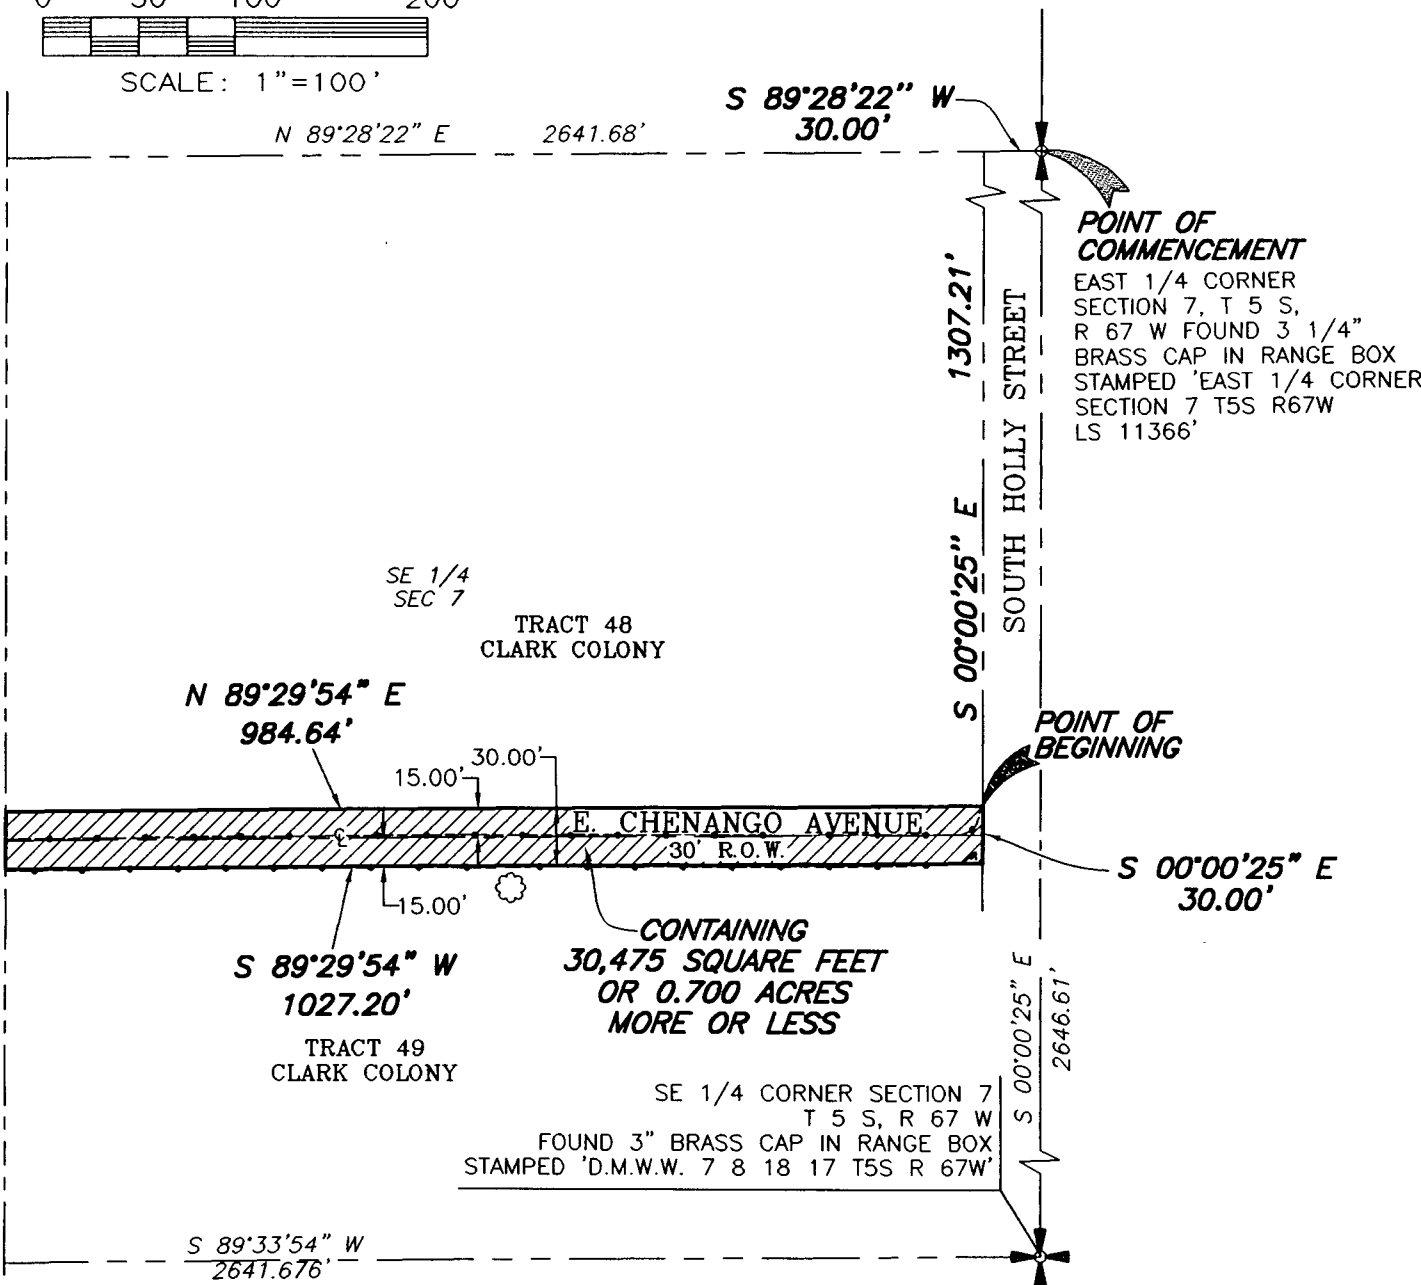 0 50 100 200
SCALE: 1"=100'
S 89°28'22" W
30.00'
N 89°28'22" E 2641.68'
POINT OF
COMMENCEMENT
EAST 1/4 CORNER
SECTION 7, T 5 S,
R 67 W FOUND 3 1/4"
BRASS CAP IN RANGE BOX
STAMPED 'EAST 1/4 CORNER
SECTION 7 T5S R67W
LS 11366'
S 00°00'25" E 1307.21'
SOUTH HOLLY STREET
SE 1/4
SEC 7
TRACT 48
CLARK COLONY
N 89°29'54" E
984.64'
POINT OF
BEGINNING
30.00'
15.00'
E. CHENANGO AVENUE
30' R.O.W.
℄
S 00°00'25" E
30.00'
15.00'
CONTAINING
30,475 SQUARE FEET
OR 0.700 ACRES
MORE OR LESS
S 89°29'54" W
1027.20'
TRACT 49
CLARK COLONY
S 00°00'25" E
2646.61'
SE 1/4 CORNER SECTION 7
T 5 S, R 67 W
FOUND 3" BRASS CAP IN RANGE BOX
STAMPED 'D.M.W.W. 7 8 18 17 T5S R 67W'
S 89°33'54" W
2641.676'